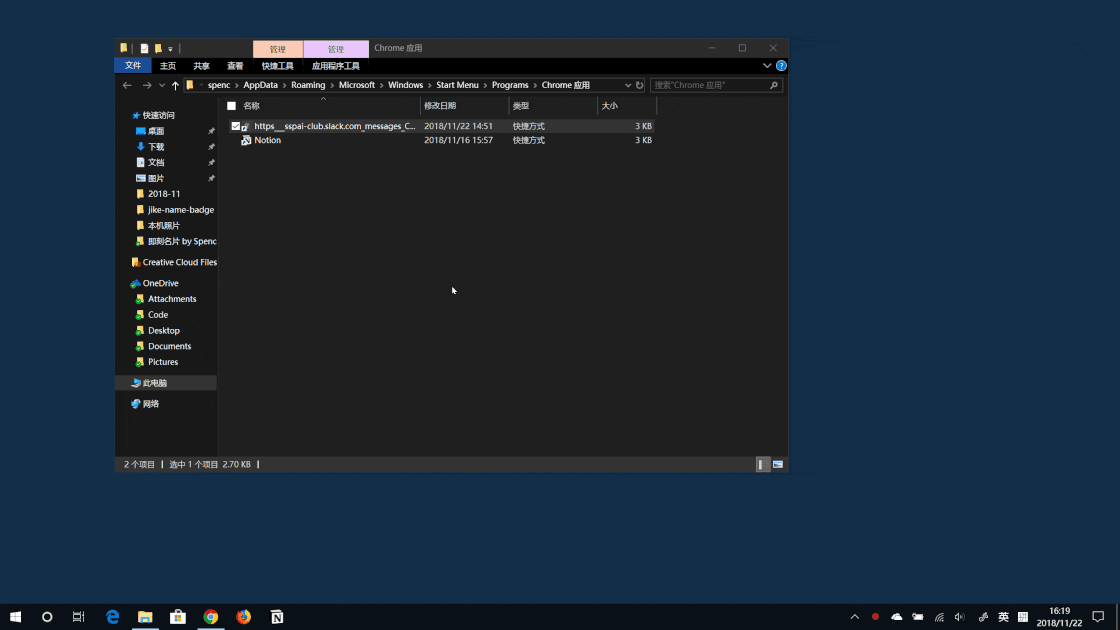 管理 管理 Chrome 应用
文件 主页 共享 查看 快捷工具 应用程序工具
spenc > AppData > Roaming > Microsoft > Windows > Start Menu > Programs > Chrome 应用 搜索"Chrome 应用"
名称 修改日期 类型 大小
https__sspai-club.slack.com_messages_C... 2018/11/22 14:51 快捷方式 3 KB
Notion 2018/11/16 15:57 快捷方式 3 KB
快速访问
桌面
下载
文档
图片
2018-11
jike-name-badge
本机照片
即刻名片 by Spenc
Creative Cloud Files
OneDrive
Attachments
Code
Desktop
Documents
Pictures
此电脑
网络
2 个项目 选中 1 个项目 2.70 KB
英
16:19
2018/11/22